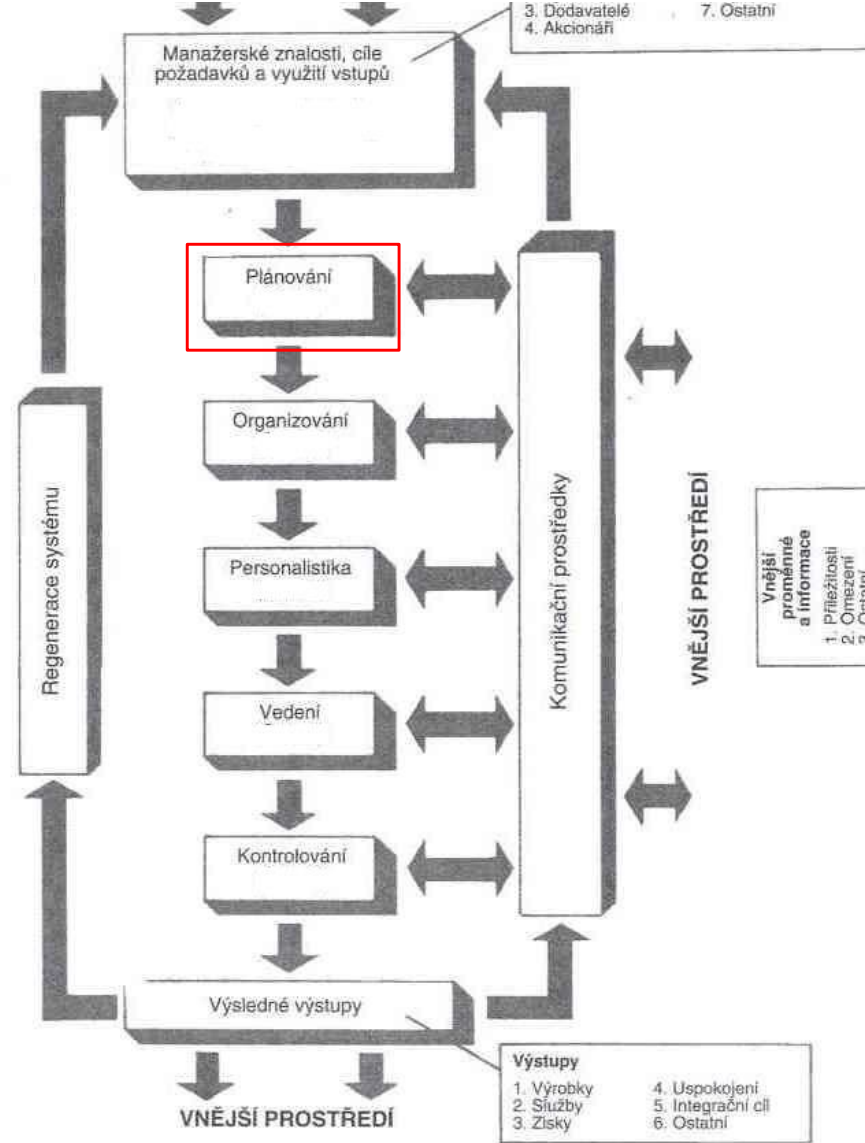 3. Dodavatelé 7. Ostatní
4. Akcionáři
Manažerské znalosti, cíle
požadavků a využití vstupů
Plánování
Organizování
Personalistika
Vedení
Kontrolování
Výsledné výstupy
Regenerace systému
Komunikační prostředky
VNĚJŠÍ PROSTŘEDÍ
Vnější
proměnné
a informace
1. Příležitosti
2. Omezení
3. Ostatní
Výstupy
1. Výrobky 4. Uspokojení
2. Služby 5. Integrační cíl
3. Zisky 6. Ostatní
VNĚJŠÍ PROSTŘEDÍ